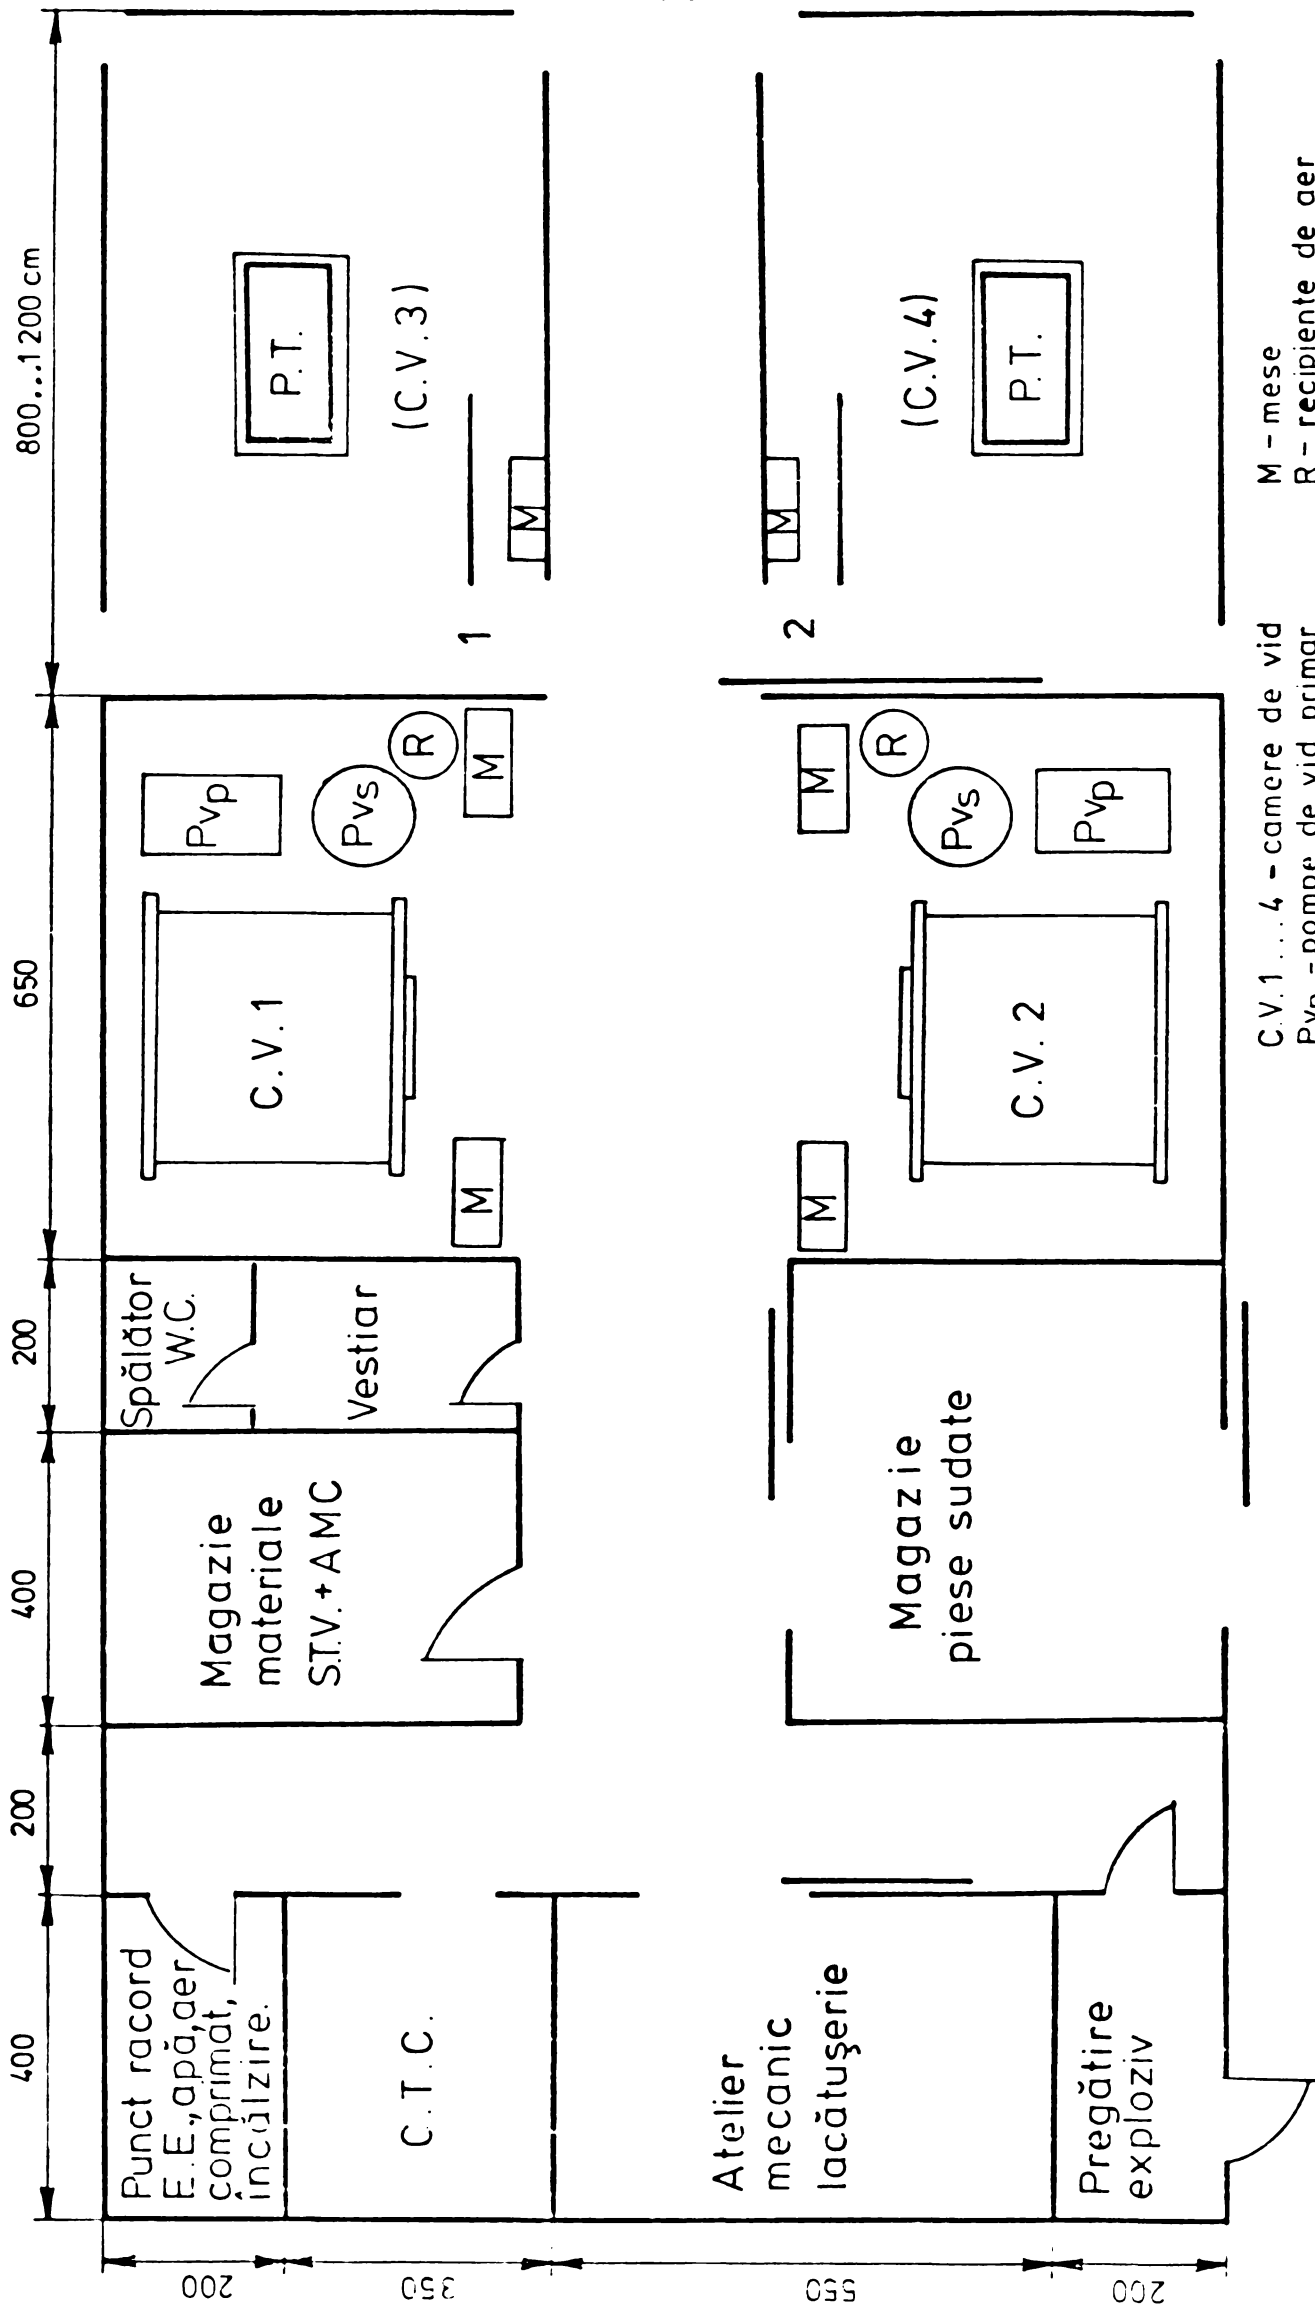 400
200
400
200
650
800...1200 cm
200
350
550
200
Punct racord
E.E.,apă,aer
comprimat,
încălzire.
C.T.C.
Atelier
mecanic
lacătușerie
Pregătire
exploziv
Magazie
materiale
S.T.V.+AMC
Spălător
W.C.
Vestiar
Magazie
piese sudate
C.V.1
Pvp
Pvs
R
M
M
C.V.2
M
M
R
Pvs
Pvp
1
2
P.T.
(C.V.3)
M
M
(C.V.4)
P.T.
C.V.1...4 - camere de vid
Pvp - pompe de vid primar
M - mese
R - recipiente de aer